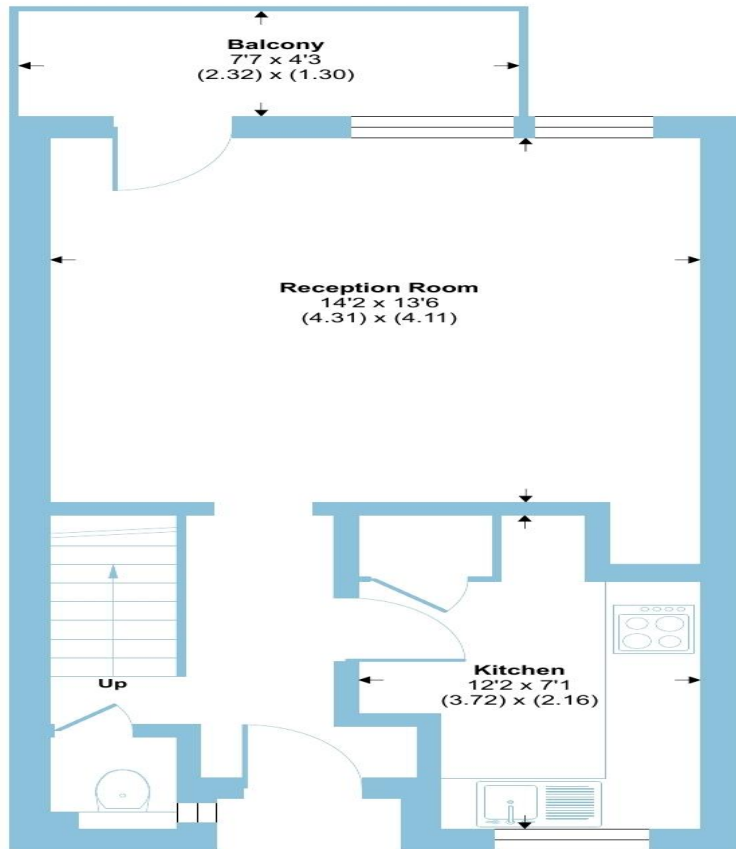 Balcony
7'7 x 4'3
(2.32) x (1.30)
Reception Room
14'2 x 13'6
(4.31) x (4.11)
Up
Kitchen
12'2 x 7'1
(3.72) x (2.16)